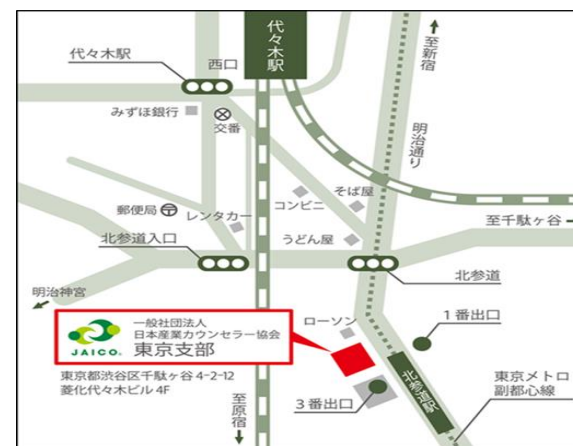 代々木駅
代々木駅
西口
至新宿
みずほ銀行
交番
明治通り
そば屋
コンビニ
郵便局
レンタカー
うどん屋
至千駄ヶ谷
北参道入口
北参道
明治神宮
一般社団法人
日本産業カウンセラー協会
JAICO
東京支部
ローソン
1番出口
東京都渋谷区千駄ヶ谷4-2-12
菱化代々木ビル 4F
北参道駅
東京メトロ
副都心線
至原宿
3番出口